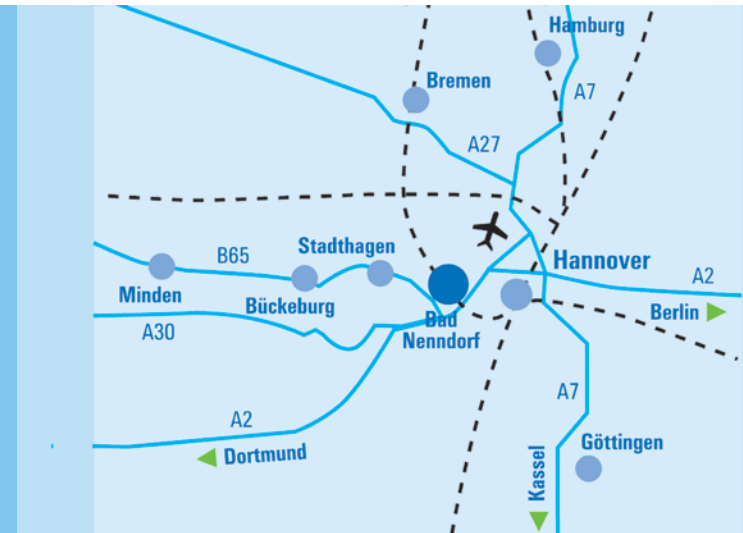 Hamburg
Bremen
A7
A27
Stadthagen
B65
Hannover
Minden
Bückeburg
A2
Bad
Nenndorf
Berlin
A30
A7
A2
Dortmund
Göttingen
Kassel